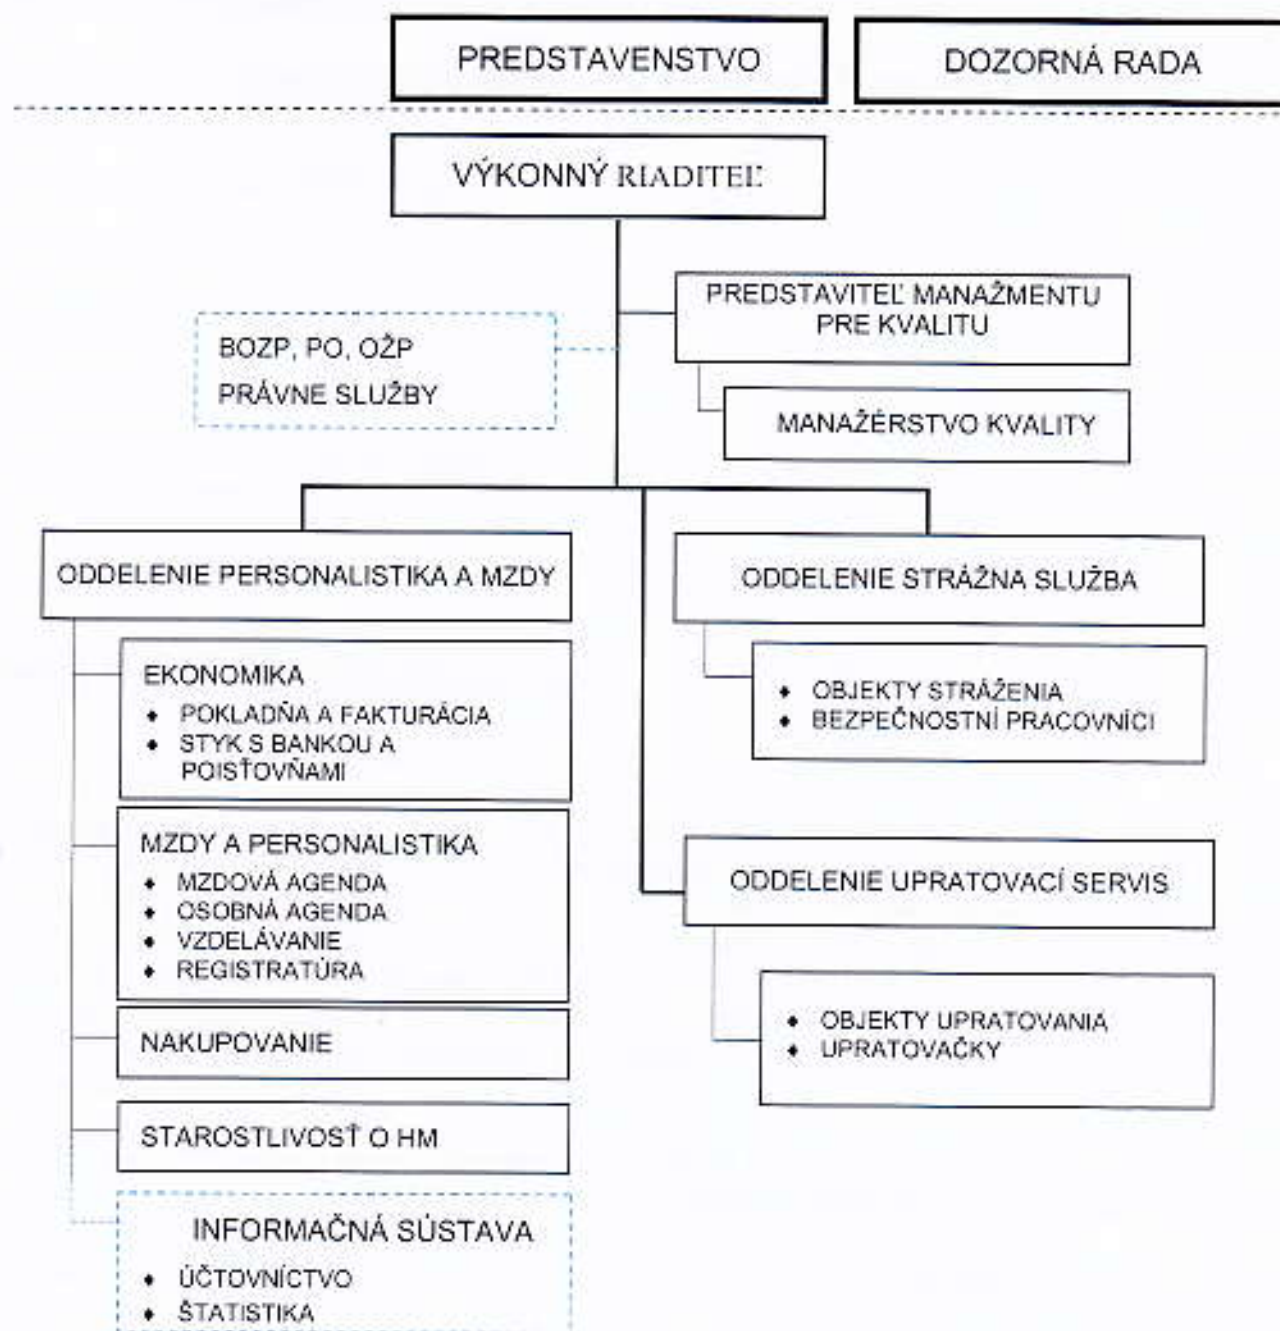 PREDSTAVENSTVO
DOZORNÁ RADA
VÝKONNÝ RIADITEĽ
PREDSTAVITEĽ MANAŽMENTU
PRE KVALITU
BOZP, PO, OŽP
PRÁVNE SLUŽBY
MANAŽÉRSTVO KVALITY
ODDELENIE PERSONALISTIKA A MZDY
ODDELENIE STRÁŽNA SLUŽBA
EKONOMIKA
♦ POKLADŇA A FAKTURÁCIA
♦ STYK S BANKOU A
POISŤOVŇAMI
♦ OBJEKTY STRÁŽENIA
♦ BEZPEČNOSTNÍ PRACOVNÍCI
MZDY A PERSONALISTIKA
♦ MZDOVÁ AGENDA
♦ OSOBNÁ AGENDA
♦ VZDELÁVANIE
♦ REGISTRATÚRA
ODDELENIE UPRATOVACÍ SERVIS
♦ OBJEKTY UPRATOVANIA
♦ UPRATOVAČKY
NAKUPOVANIE
STAROSTLIVOSŤ O HM
INFORMAČNÁ SÚSTAVA
♦ ÚČTOVNÍCTVO
♦ ŠTATISTIKA